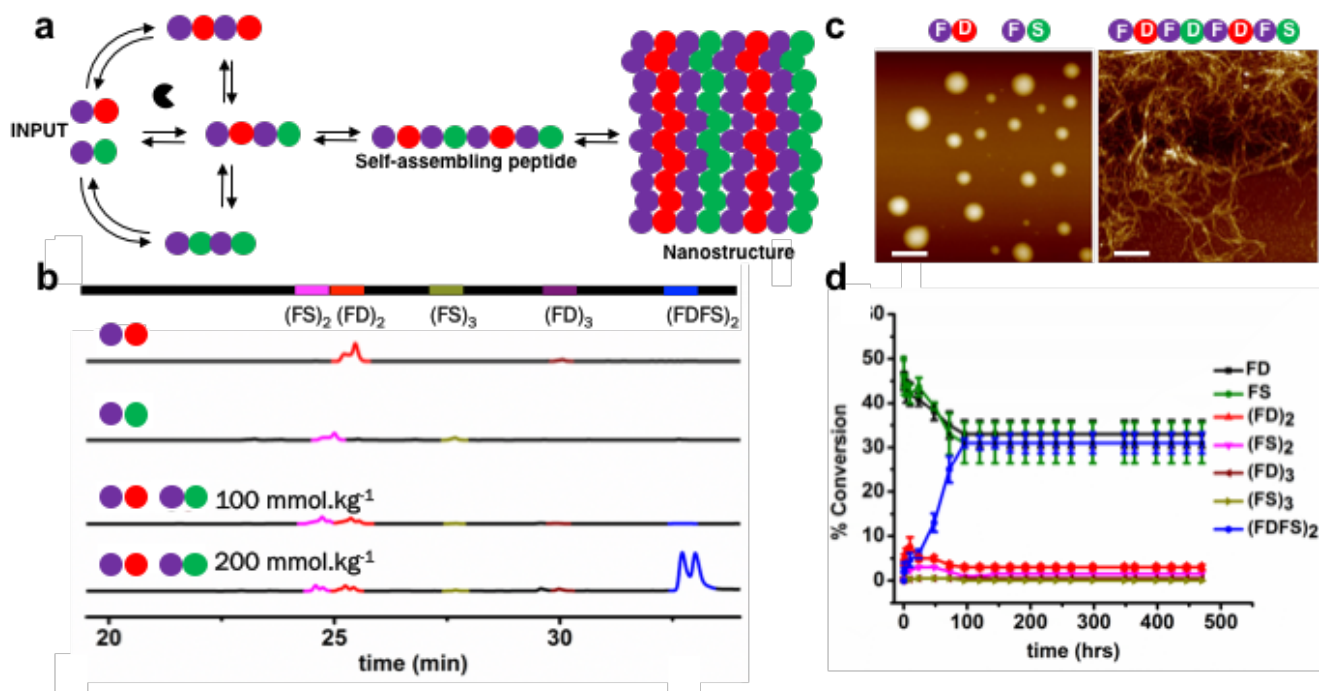 a
INPUT
Self-assembling peptide
Nanostructure
c
F D F S
F D F D F D F S
b
(FS)₂ (FD)₂ (FS)₃ (FD)₃ (FDFS)₂
100 mmol.kg⁻¹
200 mmol.kg⁻¹
20 25 30
time (min)
d
% Conversion
50
40
30
20
10
0
0 100 200 300 400 500
time (hrs)
FD
FS
(FD)₂
(FS)₂
(FD)₃
(FS)₃
(FDFS)₂